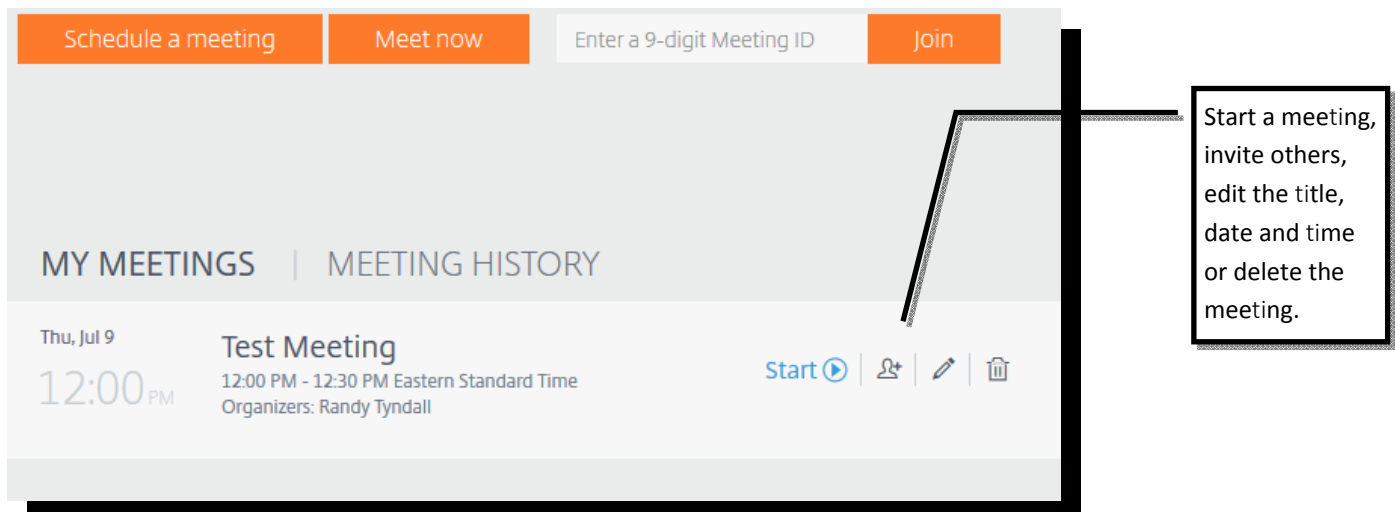 Schedule a meeting
Meet now
Enter a 9-digit Meeting ID
Join
Start a meeting,
invite others,
edit the title,
date and time
or delete the
meeting.
MY MEETINGS | MEETING HISTORY
Thu, Jul 9
12:00 PM
Test Meeting
12:00 PM - 12:30 PM Eastern Standard Time
Organizers: Randy Tyndall
Start